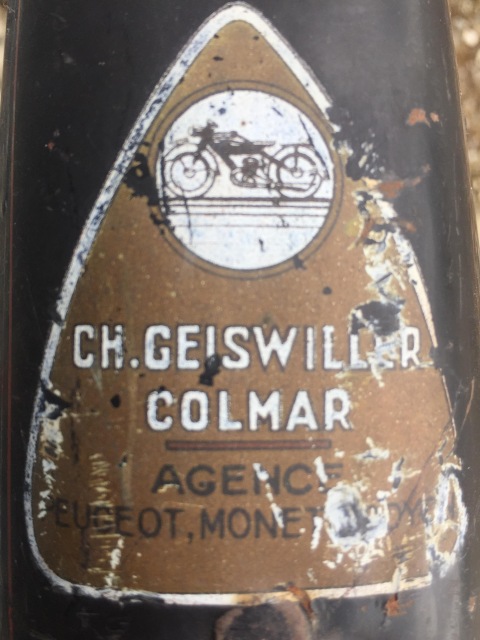 CH. GEISWILLER
COLMAR
AGENCE
PEUGEOT, MONET